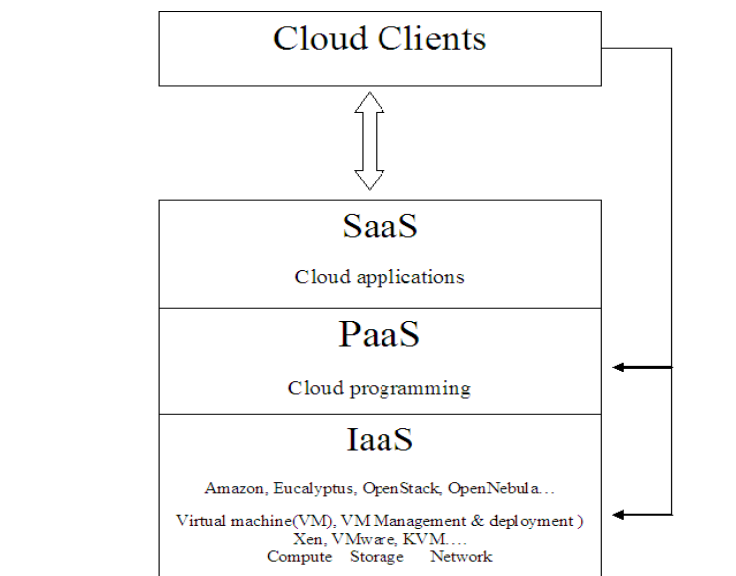 Cloud Clients
SaaS
Cloud applications
PaaS
Cloud programming
IaaS
Amazon, Eucalyptus, OpenStack, OpenNebula…
Virtual machine(VM), VM Management & deployment )
Xen, VMware, KVM….
Compute Storage Network